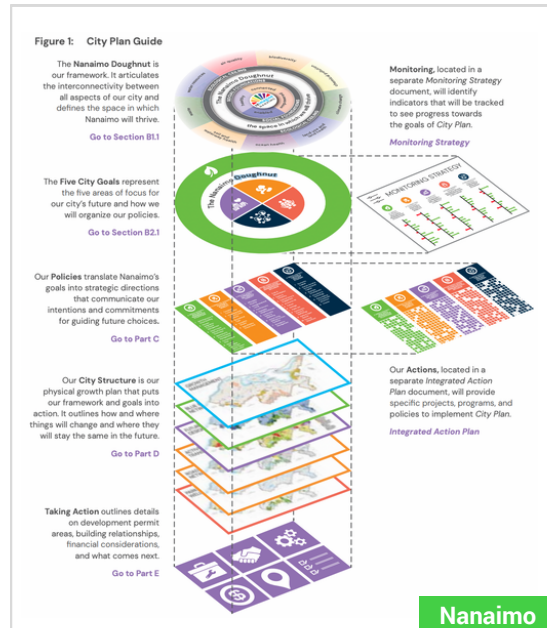 Figure 1: City Plan Guide
The Nanaimo Doughnut is
our framework. It articulates
the interconnectivity between
all aspects of our city and
defines the space in which
Nanaimo will thrive.
Go to Section B1.1
The Nanaimo Doughnut
the space in which we will thrive
Monitoring, located in a
separate Monitoring Strategy
document, will identify
indicators that will be tracked
to see progress towards
the goals of City Plan.
Monitoring Strategy
The Five City Goals represent
the five areas of focus for
our city's future and how we
will organize our policies.
Go to Section B2.1
The Nanaimo Doughnut
MONITORING STRATEGY
Our Policies translate Nanaimo's
goals into strategic directions
that communicate our
intentions and commitments
for guiding future choices.
Go to Part C
Our City Structure is our
physical growth plan that puts
our framework and goals into
action. It outlines how and where
things will change and where they
will stay the same in the future.
Go to Part D
Our Actions, located in a
separate Integrated Action
Plan document, will provide
specific projects, programs, and
policies to implement City Plan.
Integrated Action Plan
Taking Action outlines details
on development permit
areas, building relationships,
financial considerations,
and what comes next.
Go to Part E
Nanaimo